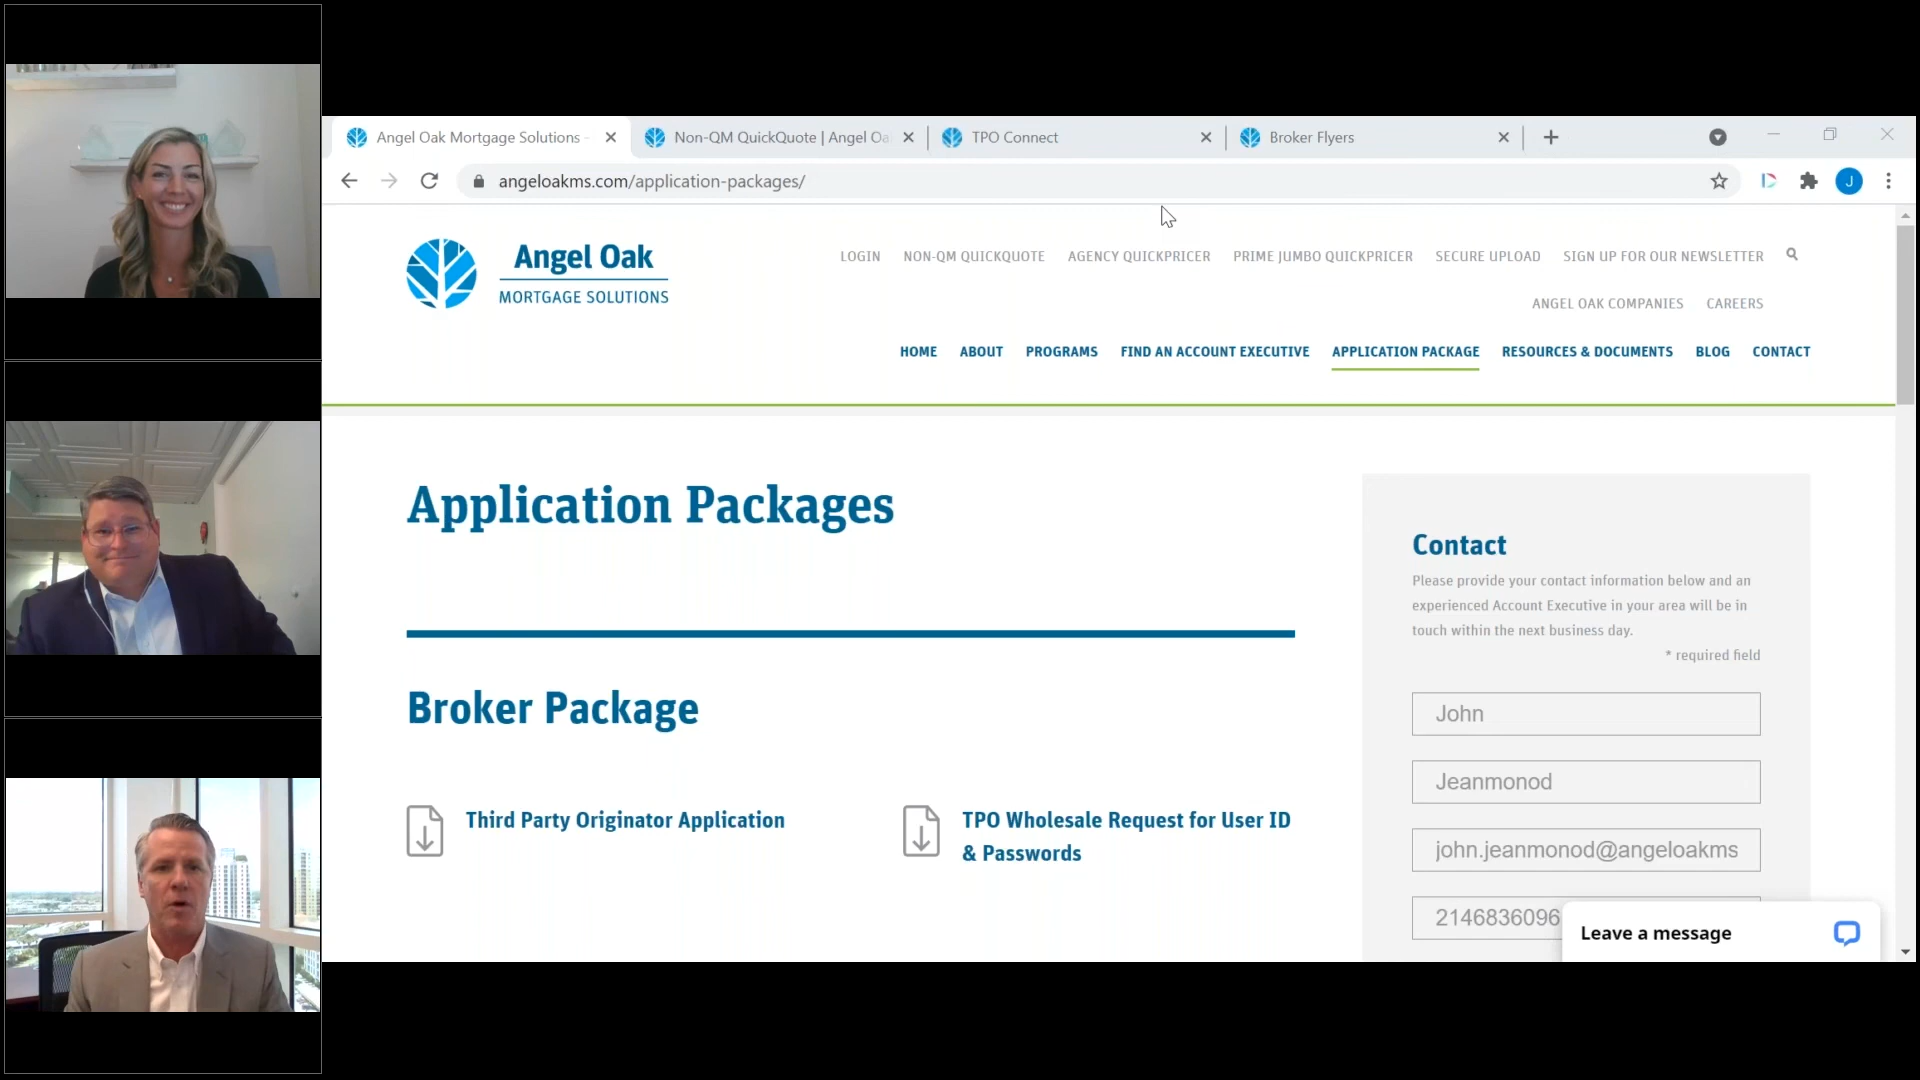 Angel Oak Mortgage Solutions -
Non-QM QuickQuote | Angel Oa
TPO Connect
Broker Flyers
angeloakms.com/application-packages/
J
Angel Oak
MORTGAGE SOLUTIONS
LOGIN NON-QM QUICKQUOTE AGENCY QUICKPRICER PRIME JUMBO QUICKPRICER SECURE UPLOAD SIGN UP FOR OUR NEWSLETTER
ANGEL OAK COMPANIES CAREERS
HOME ABOUT PROGRAMS FIND AN ACCOUNT EXECUTIVE APPLICATION PACKAGE RESOURCES & DOCUMENTS BLOG CONTACT
Application Packages
Broker Package
Third Party Originator Application
TPO Wholesale Request for User ID
& Passwords
Contact
Please provide your contact information below and an
experienced Account Executive in your area will be in
touch within the next business day.
* required field
John
Jeanmonod
john.jeanmonod@angeloakms
2146836096
Leave a message